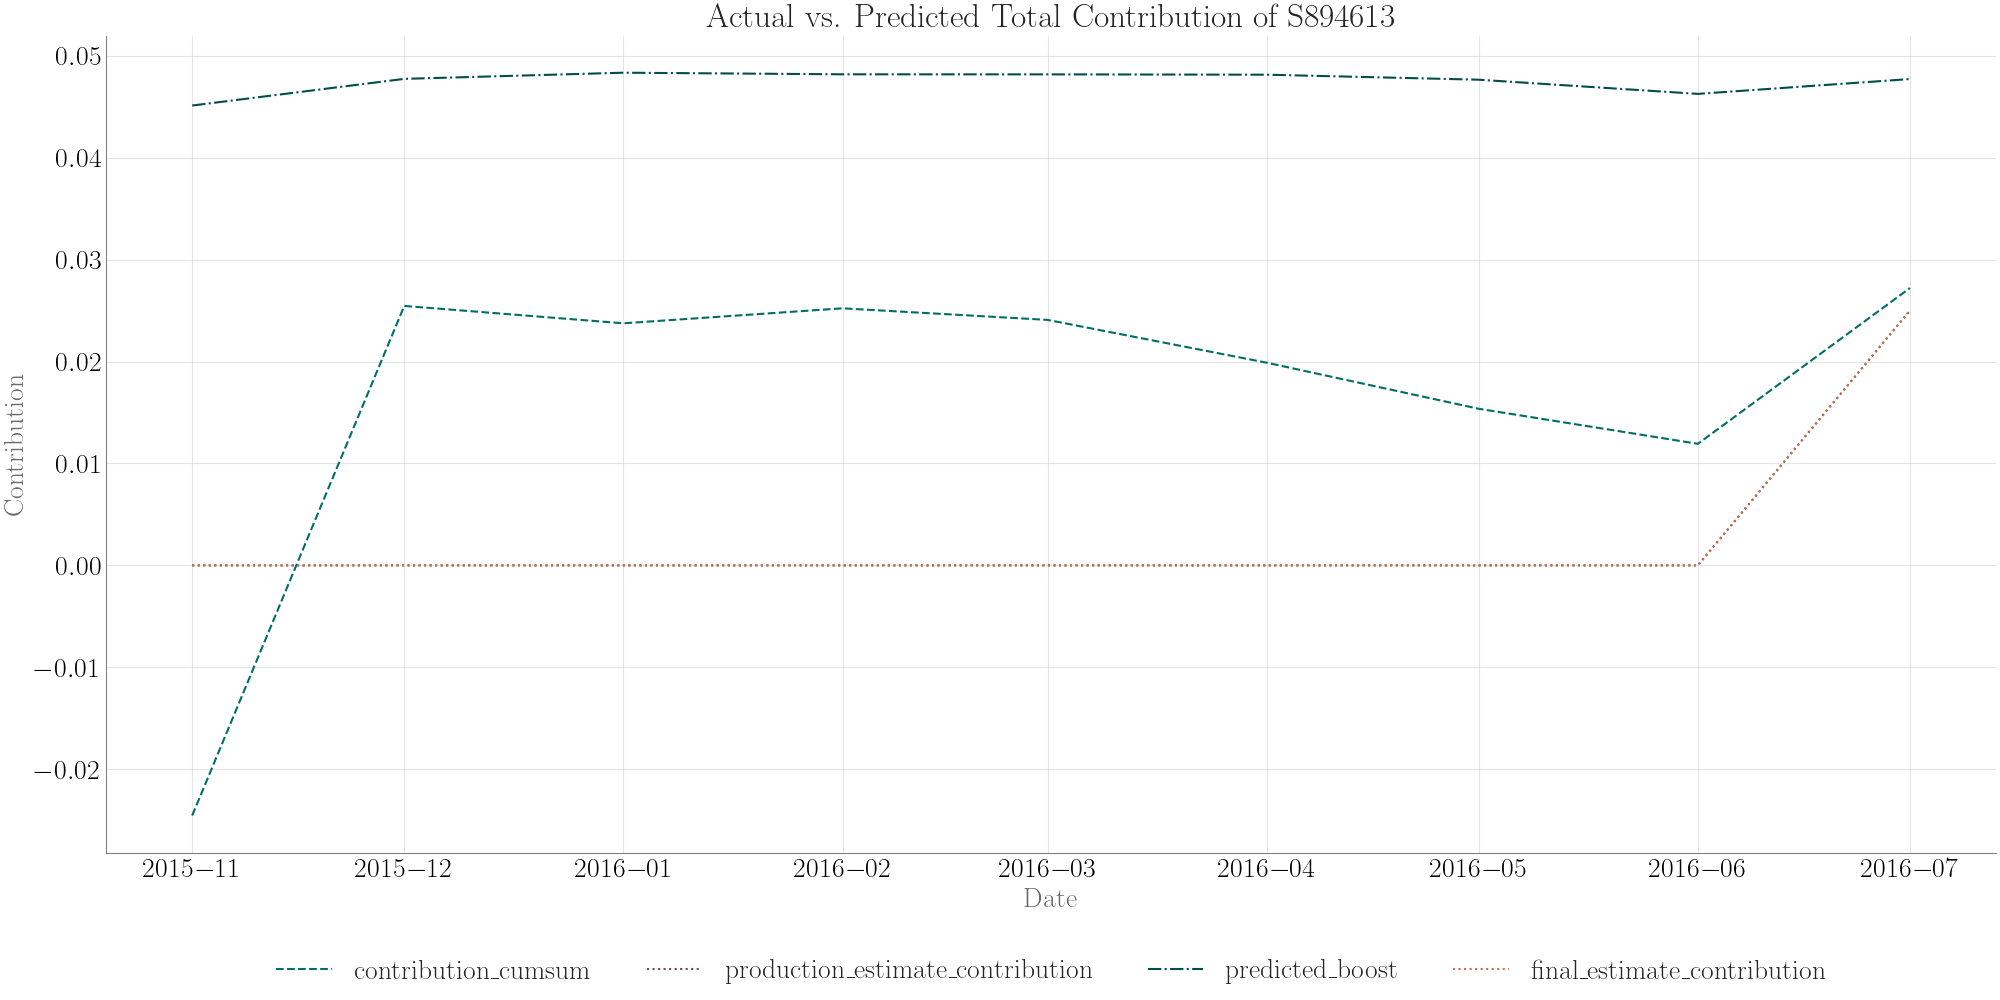 Actual vs. Predicted Total Contribution of S894613
0.05
0.04
0.03
0.02
0.01
0.00
−0.01
−0.02
Contribution
2015−11 2015−12 2016−01 2016−02 2016−03 2016−04 2016−05 2016−06 2016−07
Date
contribution_cumsum production_estimate_contribution predicted_boost final_estimate_contribution